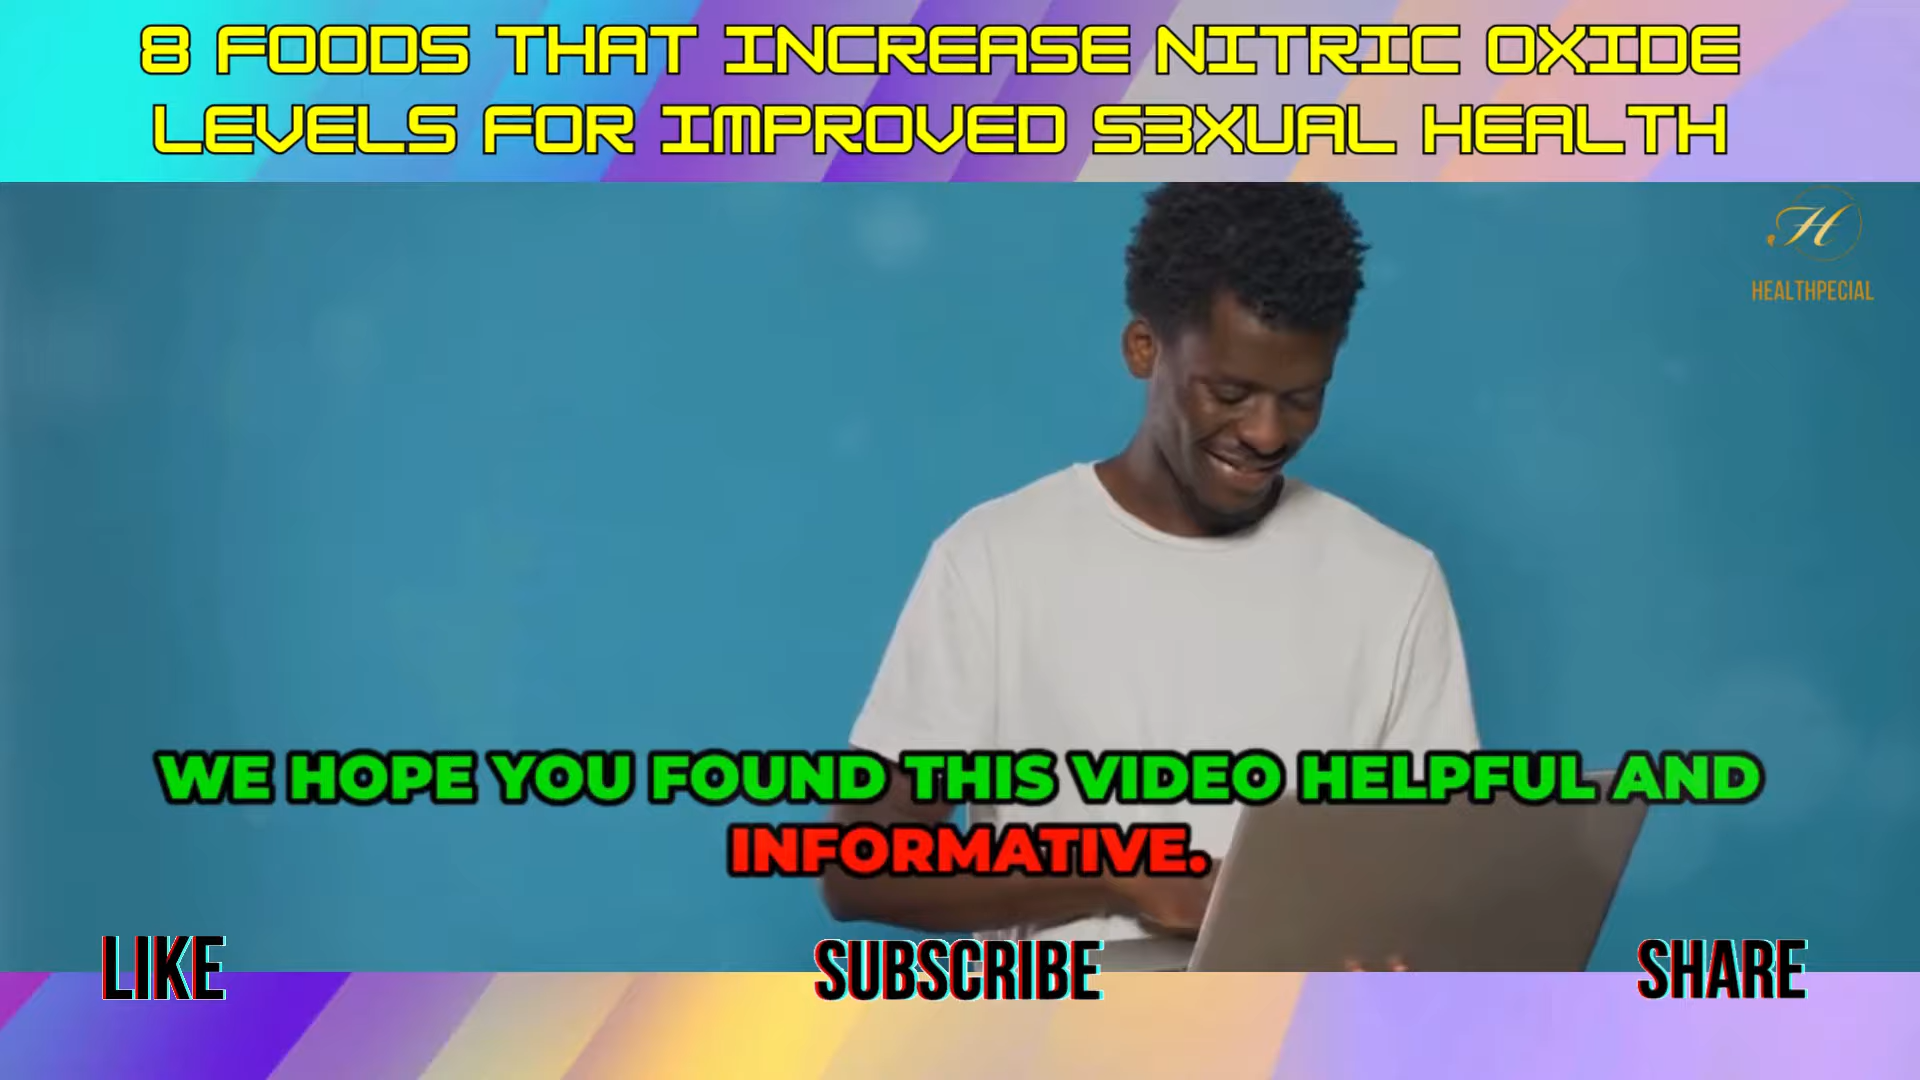 8 FOODS THAT INCREASE NITRIC OXIDE
LEVELS FOR IMPROVED S3XUAL HEALTH
H
HEALTHPECIAL
WE HOPE YOU FOUND THIS VIDEO HELPFUL AND
INFORMATIVE.
LIKE
SUBSCRIBE
SHARE